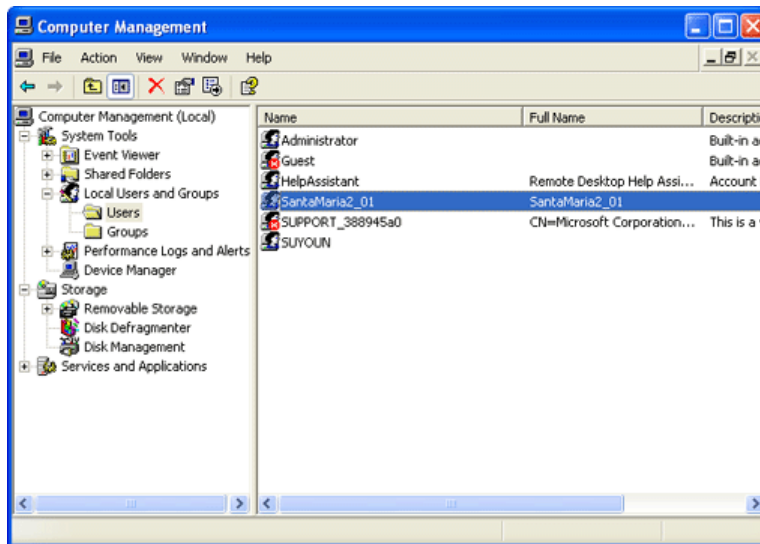 Computer Management
File Action View Window Help
Computer Management (Local)
System Tools
Event Viewer
Shared Folders
Local Users and Groups
Users
Groups
Performance Logs and Alerts
Device Manager
Storage
Removable Storage
Disk Defragmenter
Disk Management
Services and Applications
Name Full Name Descripti
Administrator Built-in a
Guest Built-in a
HelpAssistant Remote Desktop Help Assi... Account
SantaMaria2_01 SantaMaria2_01
SUPPORT_388945a0 CN=Microsoft Corporation... This is a
SUYOUN